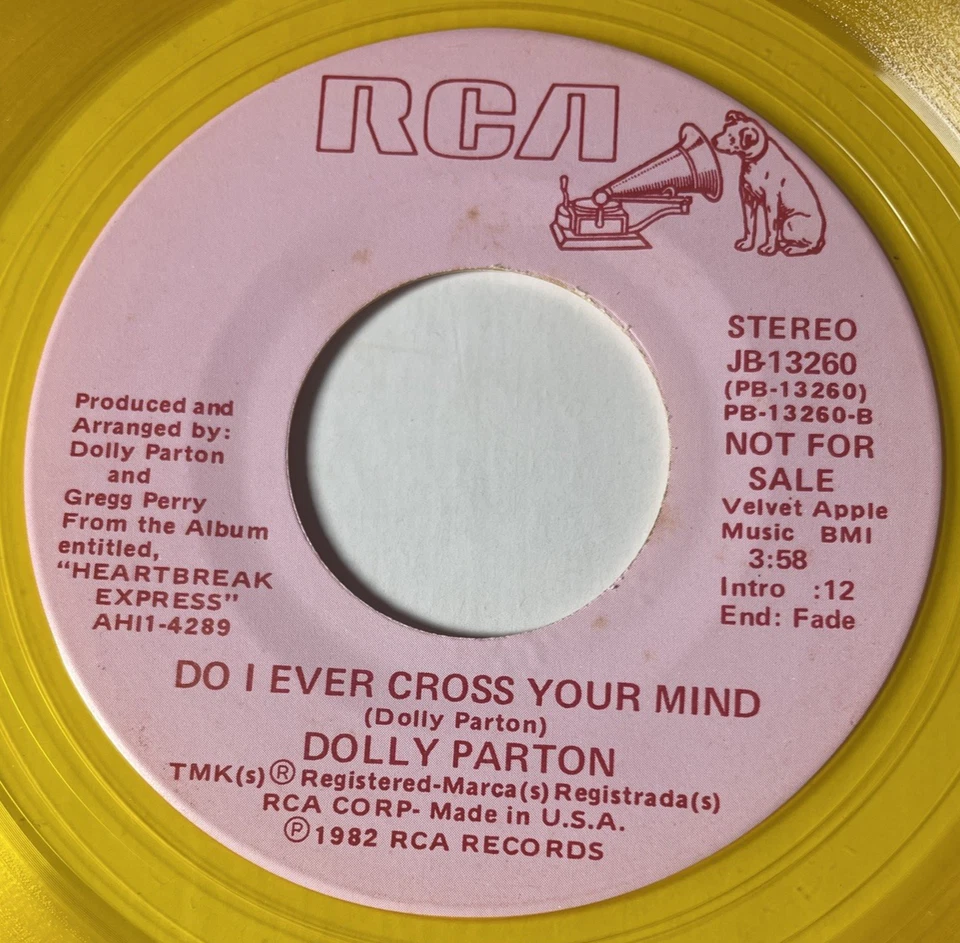 RCA
STEREO
JB-13260
(PB-13260)
PB-13260-B
NOT FOR
SALE
Velvet Apple
Music BMI
3:58
Intro :12
End: Fade
Produced and
Arranged by:
Dolly Parton
and
Gregg Perry
From the Album
entitled,
“HEARTBREAK
EXPRESS”
AHl1-4289
DO I EVER CROSS YOUR MIND
(Dolly Parton)
DOLLY PARTON
TMK(s) ® Registered-Marca(s) Registrada(s)
RCA CORP- Made in U.S.A.
℗ 1982 RCA RECORDS